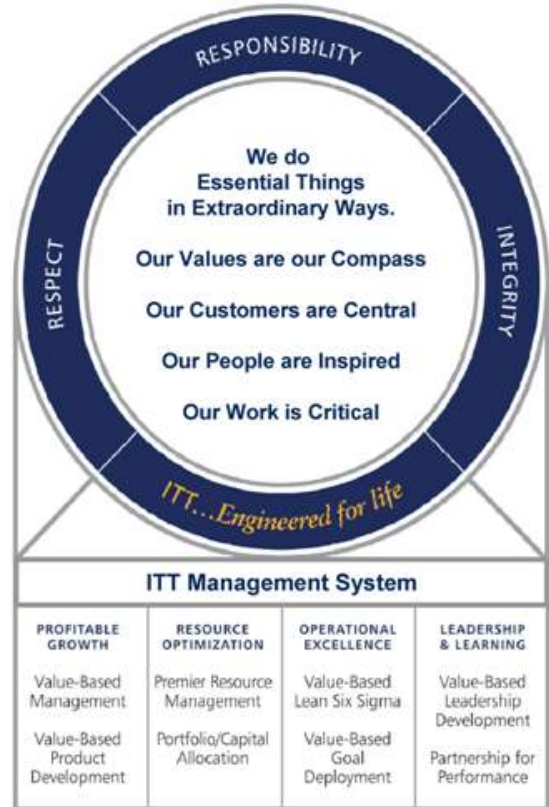 RESPONSIBILITY
RESPECT
INTEGRITY
We do
Essential Things
in Extraordinary Ways.
Our Values are our Compass
Our Customers are Central
Our People are Inspired
Our Work is Critical
ITT...Engineered for life
ITT Management System
PROFITABLE
GROWTH
Value-Based
Management
Value-Based
Product
Development
RESOURCE
OPTIMIZATION
Premier Resource
Management
Portfolio/Capital
Allocation
OPERATIONAL
EXCELLENCE
Value-Based
Lean Six Sigma
Value-Based
Goal
Deployment
LEADERSHIP
& LEARNING
Value-Based
Leadership
Development
Partnership for
Performance